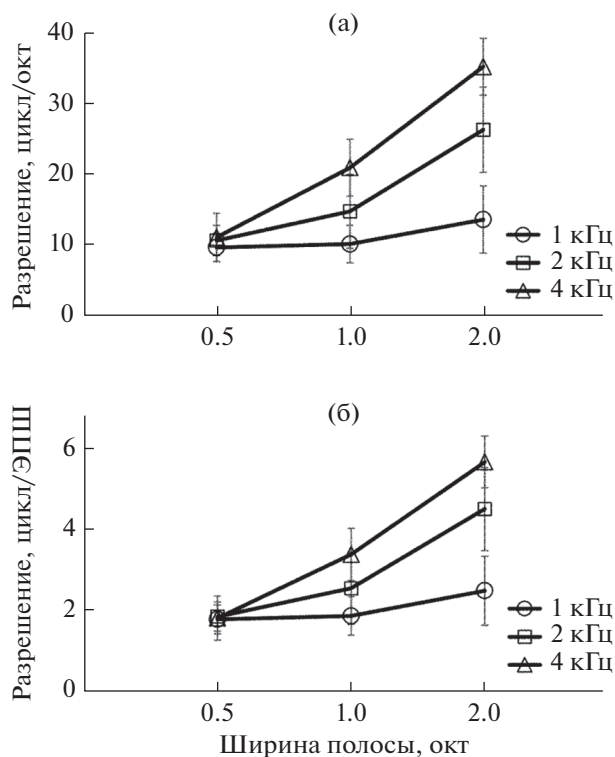 (а)
Разрешение, цикл/окт
40
30
20
10
0
0.5
1.0
2.0
1 кГц
2 кГц
4 кГц
(б)
Разрешение, цикл/ЭПШ
6
4
2
0
0.5
1.0
2.0
1 кГц
2 кГц
4 кГц
Ширина полосы, окт